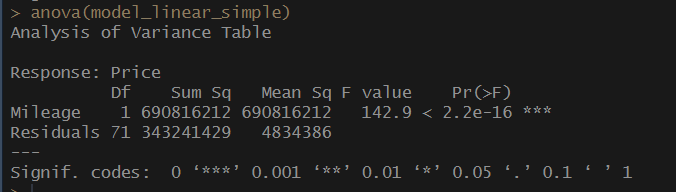 > anova(model_linear_simple)
Analysis of Variance Table
Response: Price
Df Sum Sq Mean Sq F value Pr(>F)
Mileage 1 690816212 690816212 142.9 < 2.2e-16 ***
Residuals 71 343241429 4834386
---
Signif. codes: 0 ‘***’ 0.001 ‘**’ 0.01 ‘*’ 0.05 ‘.’ 0.1 ‘ ’ 1
>